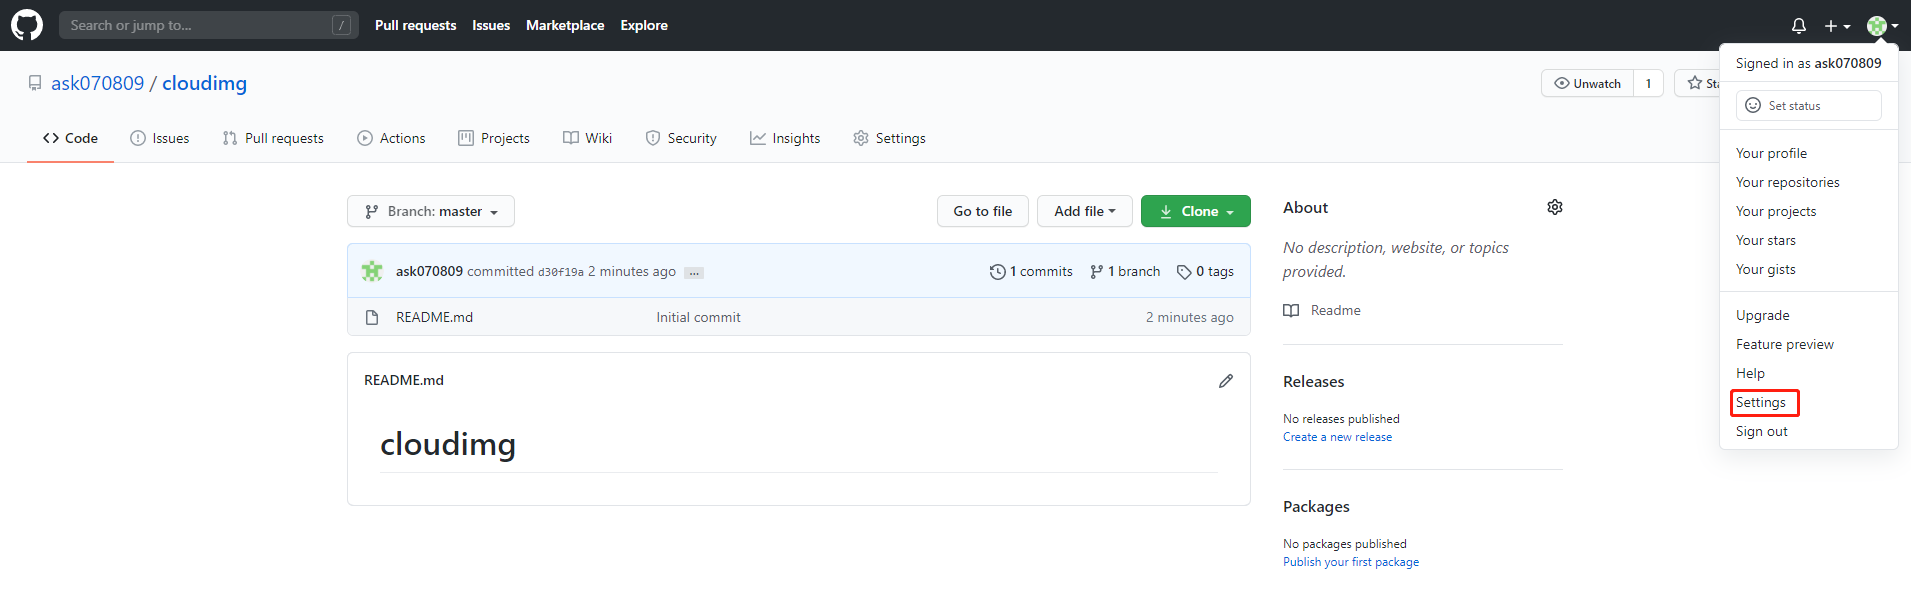 Search or jump to... /
Pull requests Issues Marketplace Explore
ask070809 / cloudimg
Unwatch 1
Code Issues Pull requests Actions Projects Wiki Security Insights Settings
Branch: master
Go to file Add file Clone
ask070809 committed d30f19a 2 minutes ago ...
1 commits 1 branch 0 tags
README.md Initial commit 2 minutes ago
README.md
cloudimg
About
No description, website, or topics
provided.
Readme
Releases
No releases published
Create a new release
Packages
No packages published
Publish your first package
Signed in as ask070809
Set status
Your profile
Your repositories
Your projects
Your stars
Your gists
Upgrade
Feature preview
Help
Settings
Sign out